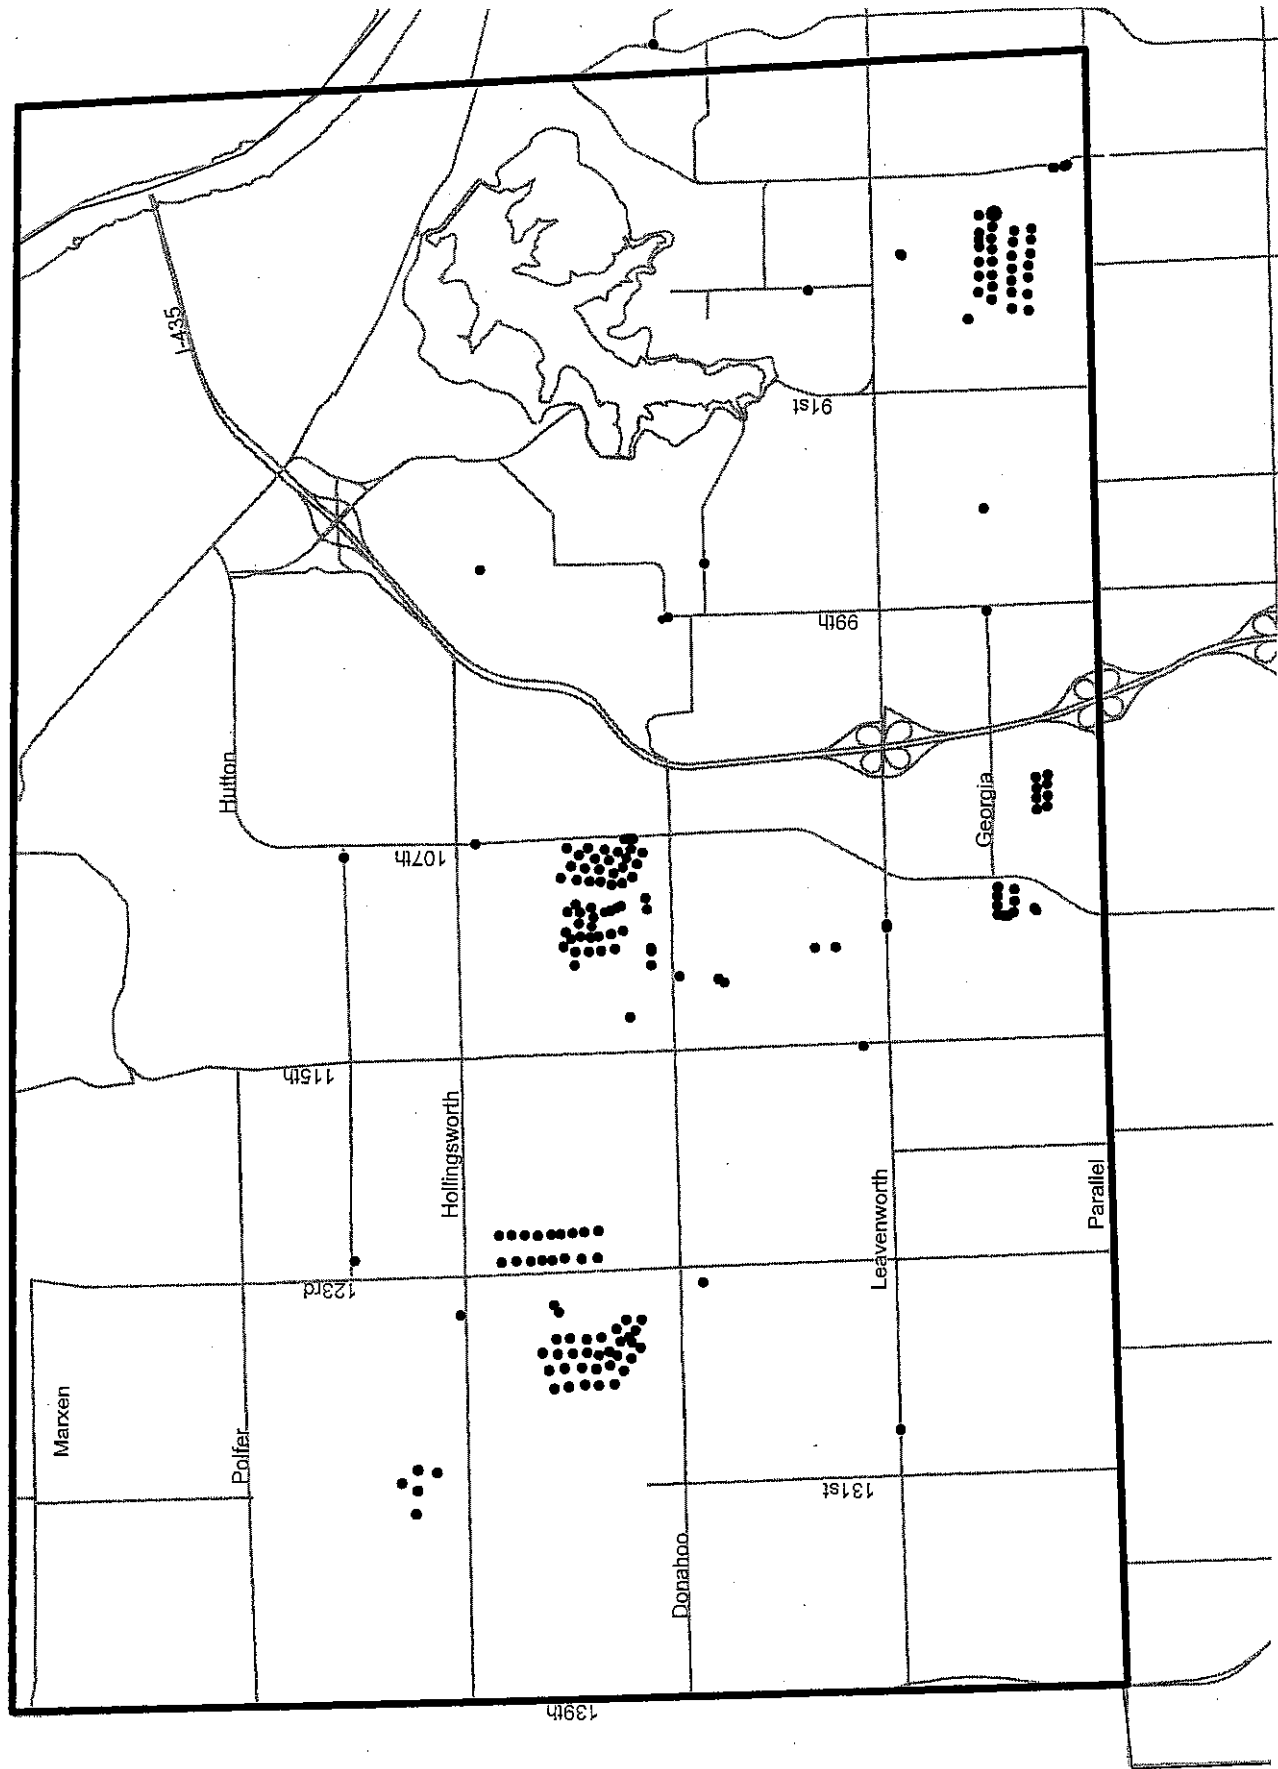 I-435
91st
99th
Hutton
Georgia
107th
115th
Hollingsworth
Parallel
Leavenworth
123rd
Marxen
Polfer
131st
Donahoo
139th